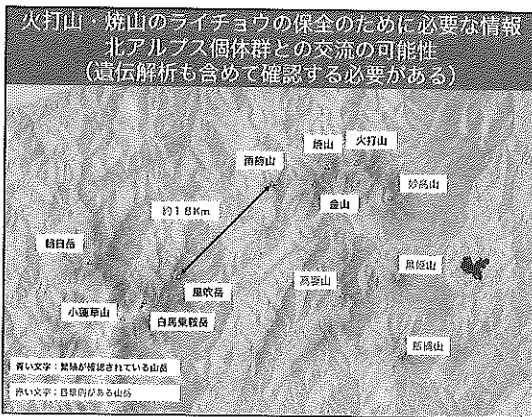 火打山・焼山のライチョウの保全のために必要な情報
北アルプス個体群との交流の可能性
(遺伝解析も含めて確認する必要がある)
焼山
火打山
雨飾山
妙高山
金山
約18Km
朝日岳
黒姫山
風吹岳
高妻山
小蓮華山
白馬乗鞍岳
飯縄山
青い文字:繁殖が確認されている山岳
赤い文字:目撃例がある山岳